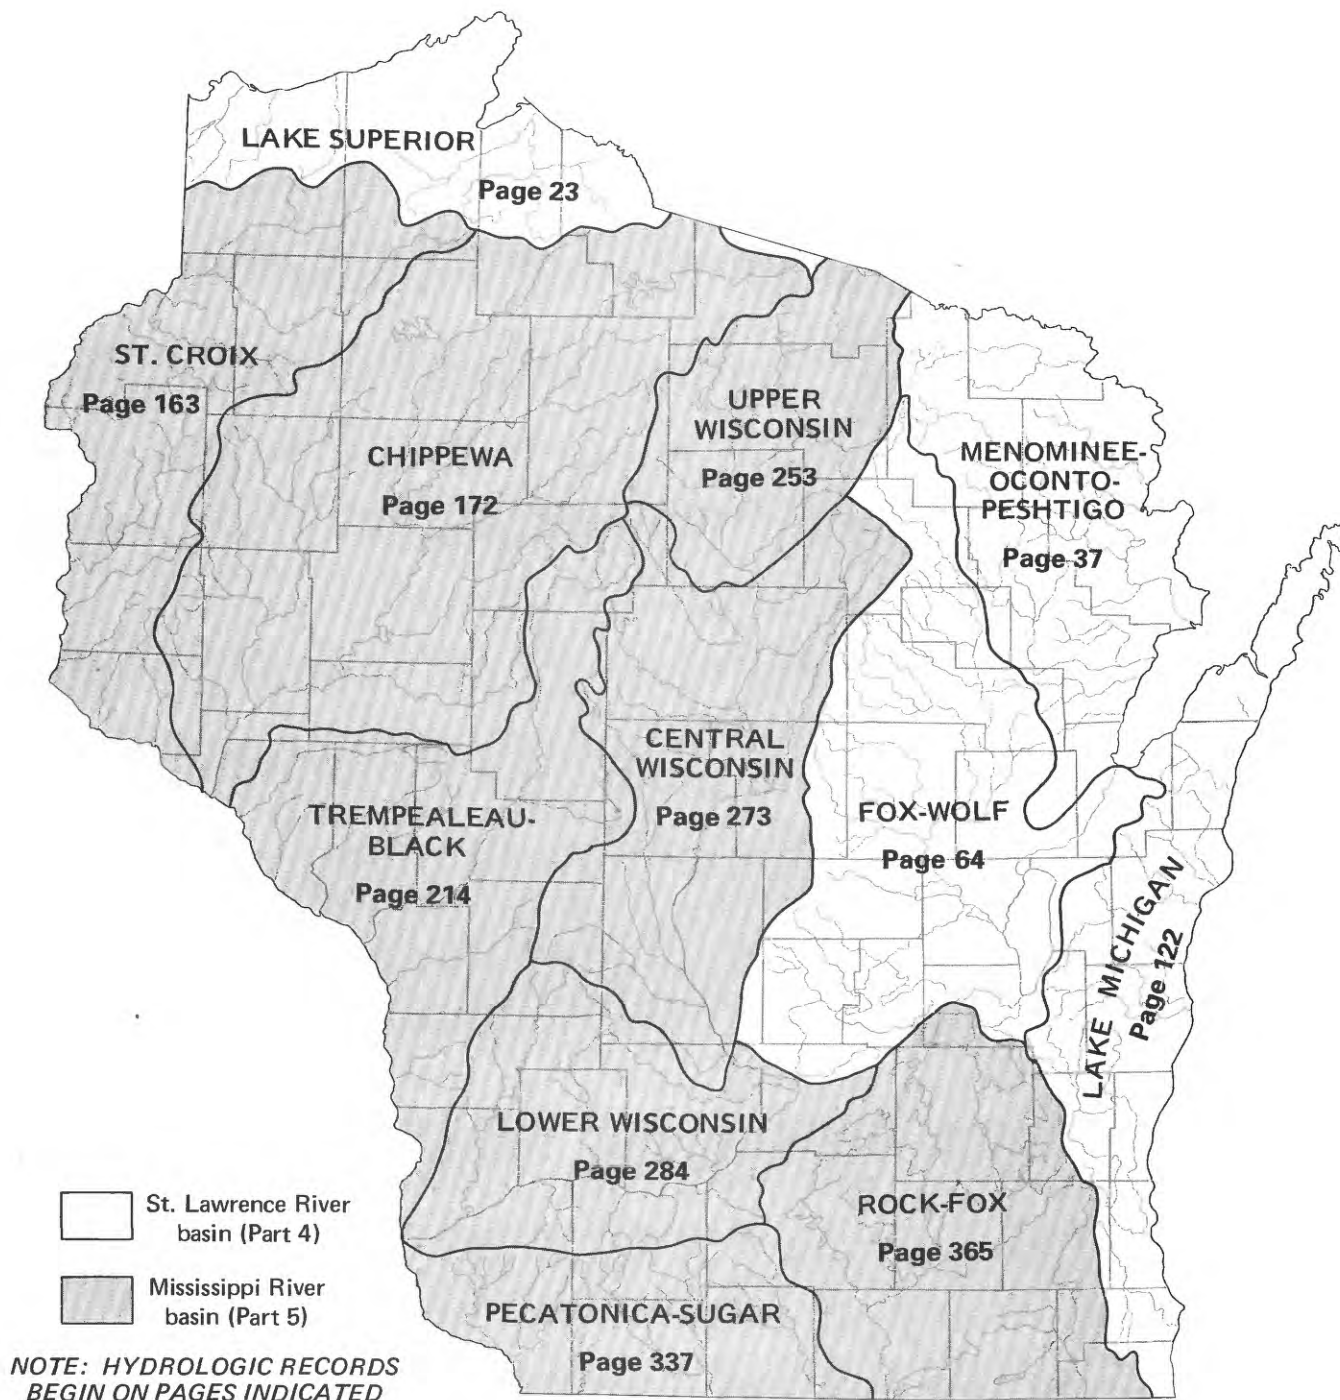 LAKE SUPERIOR
Page 23
ST. CROIX
Page 163
CHIPPEWA
Page 172
UPPER
WISCONSIN
Page 253
MENOMINEE-
OCONTO-
PESHTIGO
Page 37
CENTRAL
WISCONSIN
Page 273
TREMPEALEAU-
BLACK
Page 214
FOX-WOLF
Page 64
LAKE MICHIGAN
Page 122
LOWER WISCONSIN
Page 284
ROCK-FOX
Page 365
PECATONICA-SUGAR
Page 337
St. Lawrence River
basin (Part 4)
Mississippi River
basin (Part 5)
NOTE: HYDROLOGIC RECORDS
BEGIN ON PAGES INDICATED